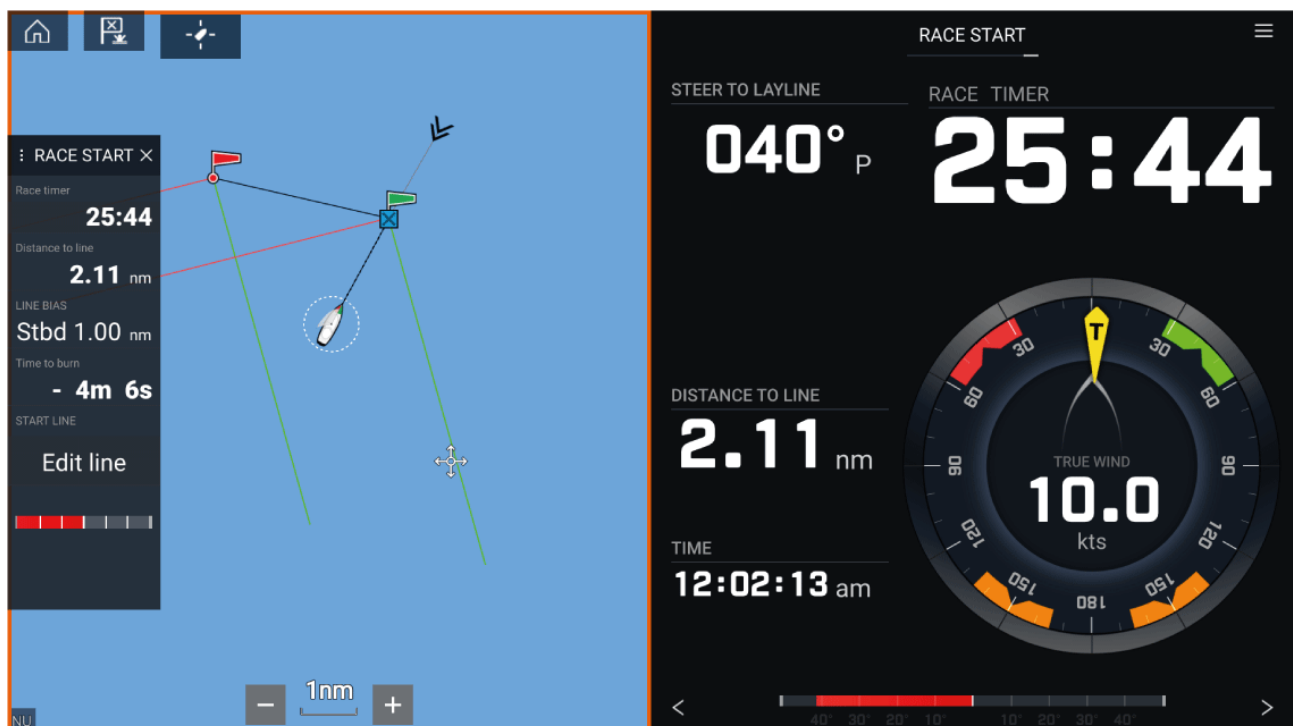 RACE START
Race timer
25:44
Distance to line
2.11 nm
LINE BIAS
Stbd 1.00 nm
Time to burn
- 4m 6s
START LINE
Edit line
1nm
NU
RACE START
STEER TO LAYLINE
040° P
RACE TIMER
25:44
DISTANCE TO LINE
2.11 nm
TIME
12:02:13 am
T
30 30
60 60
90 90
120 120
150 150
180
TRUE WIND
10.0
kts
40° 30° 20° 10° 10° 20° 30° 40°